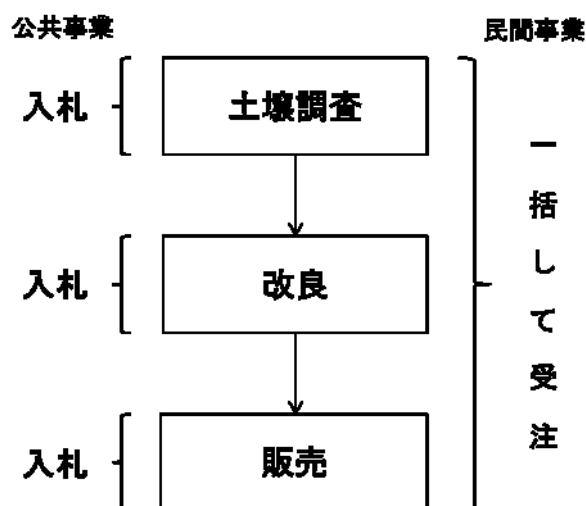 公共事業
民間事業
入札
土壌調査
入札
改良
入札
販売
一括して受注